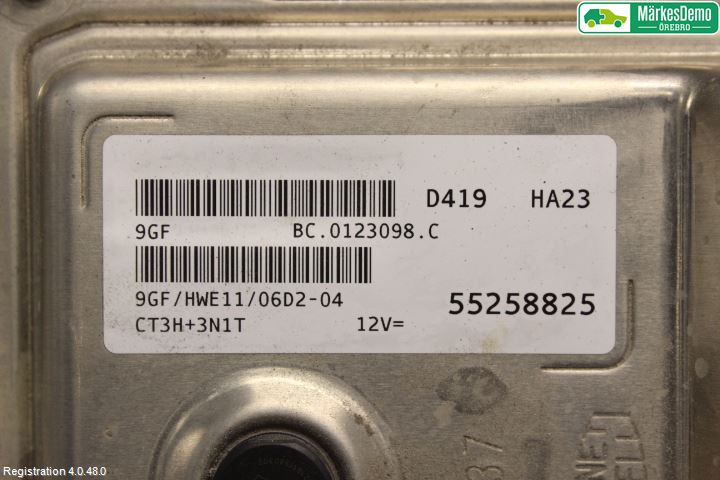 MärkesDemo
ÖREBRO
D419 HA23
9GF BC.0123098.C
9GF/HWE11/06D2-04
55258825
CT3H+3N1T 12V=
37
Registration 4.0.48.0